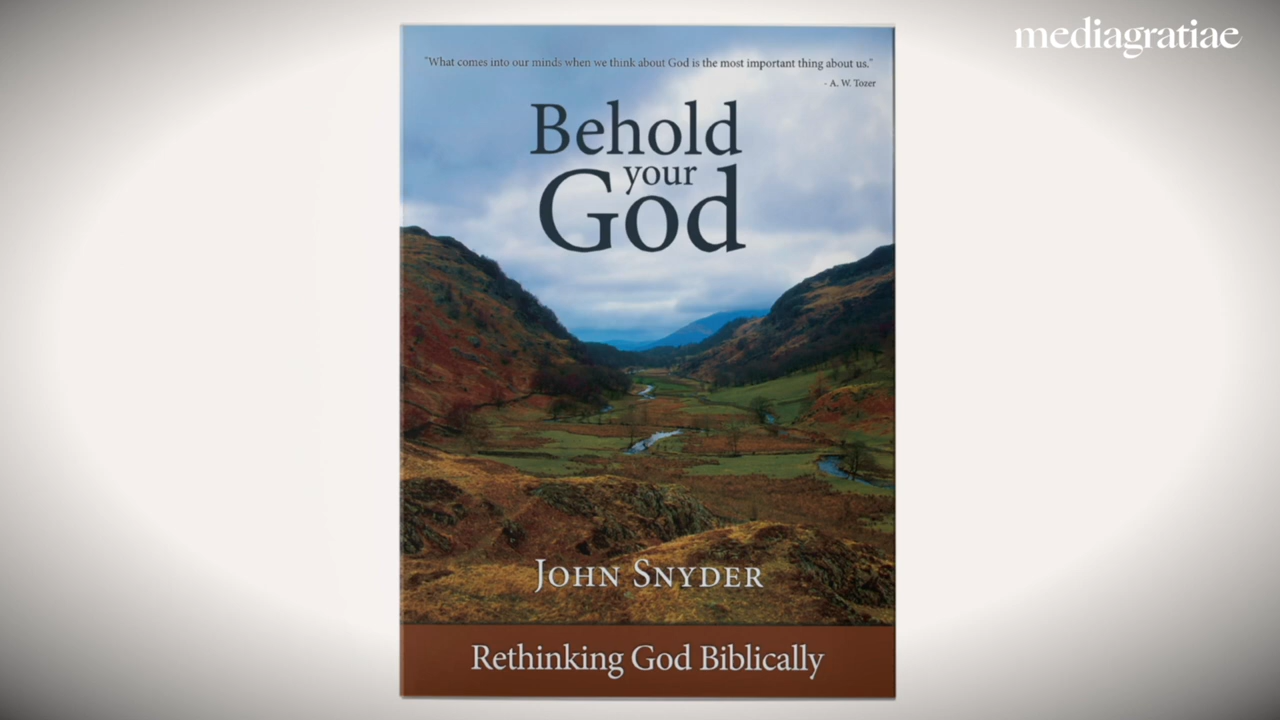 mediagratiae
"What comes into our minds when we think about God is the most important thing about us."
- A. W. Tozer
Behold
your
God
John Snyder
Rethinking God Biblically